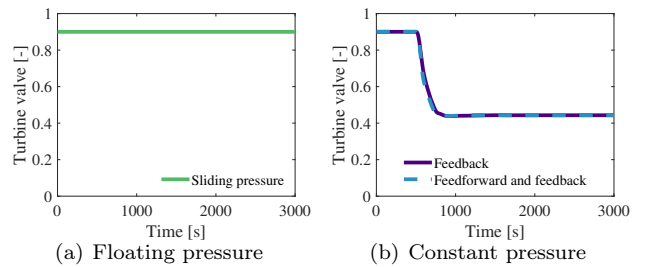 1
0.8
0.6
0.4
0.2
0
Turbine valve [-]
Sliding pressure
0 1000 2000 3000
Time [s]
(a) Floating pressure
1
0.8
0.6
0.4
0.2
0
Turbine valve [-]
Feedback
Feedforward and feedback
0 1000 2000 3000
Time [s]
(b) Constant pressure